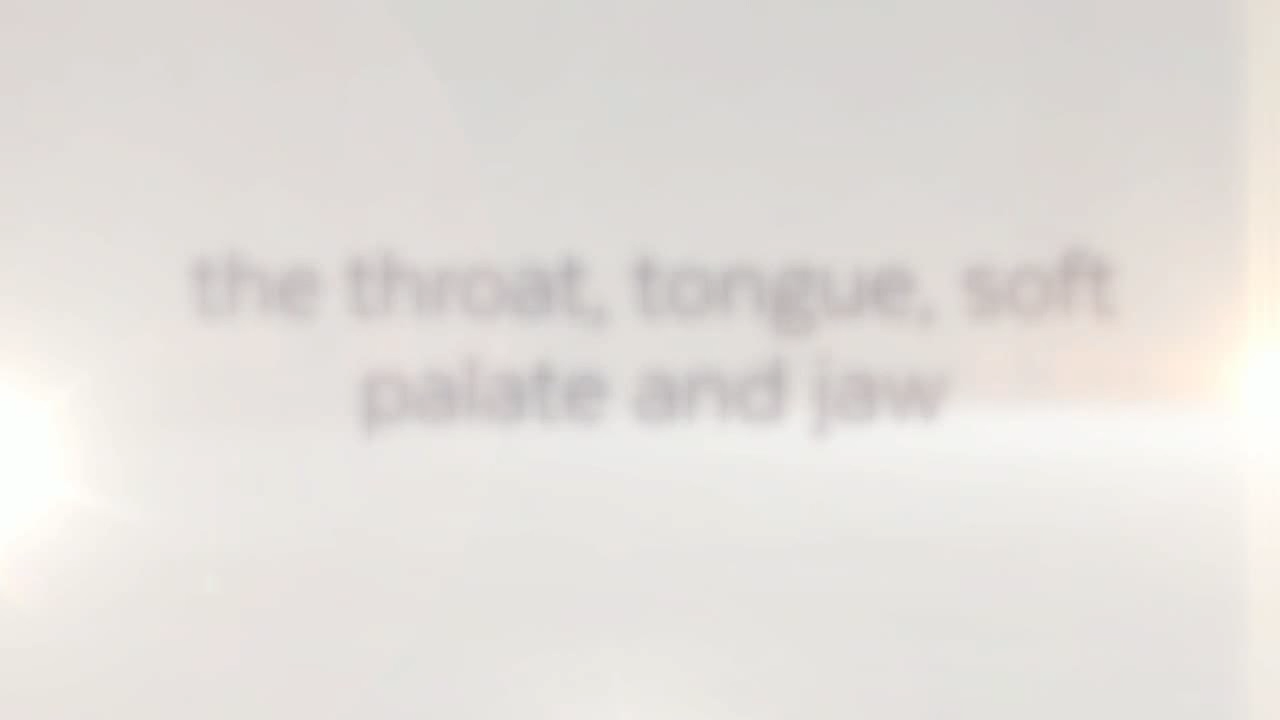 the throat, tongue, soft
palate and jaw